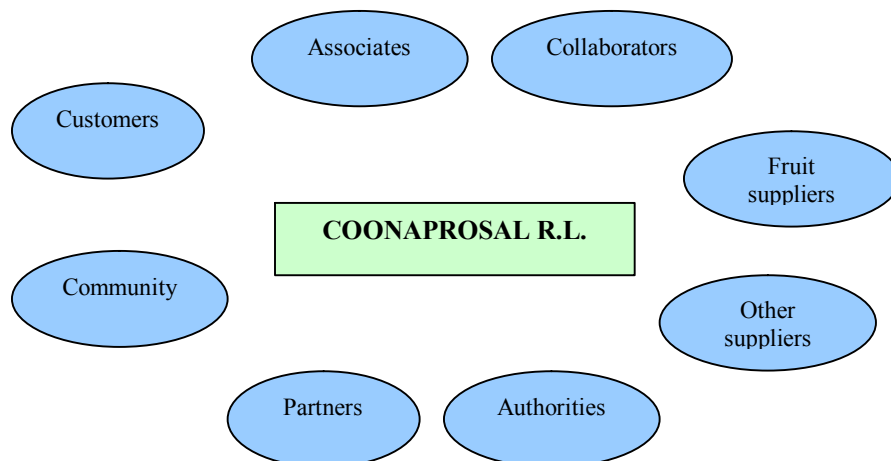 Associates
Collaborators
Customers
Fruit
suppliers
COONAPROSAL R.L.
Community
Other
suppliers
Partners
Authorities